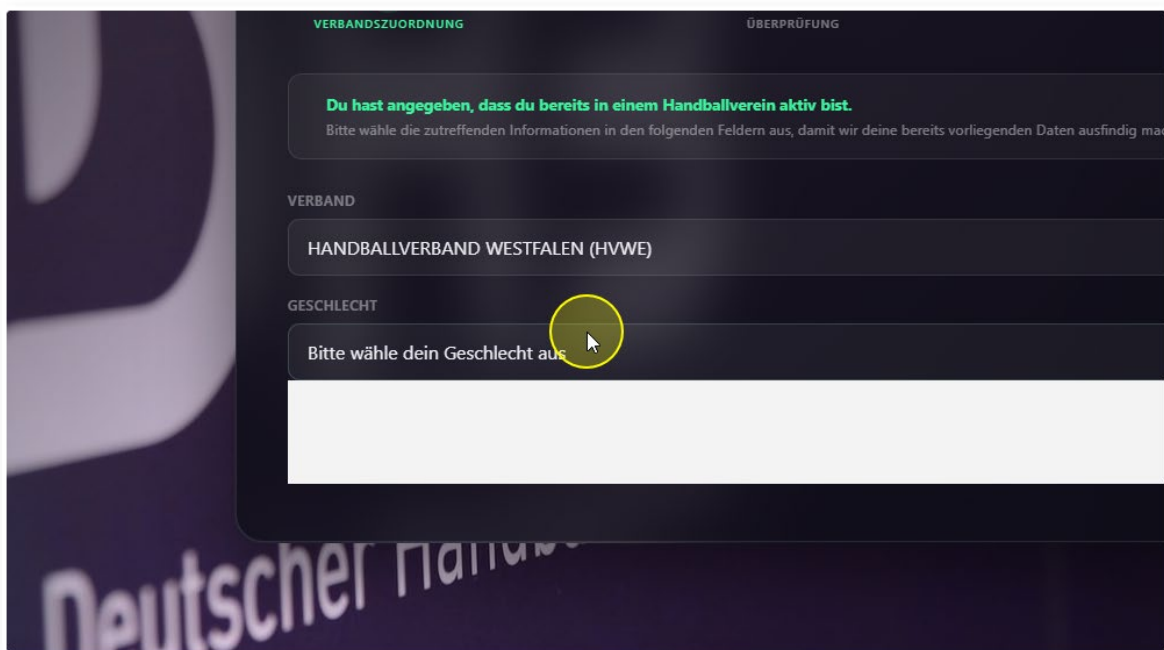 VERBANDSZUORDNUNG
ÜBERPRÜFUNG
Du hast angegeben, dass du bereits in einem Handballverein aktiv bist.
Bitte wähle die zutreffenden Informationen in den folgenden Feldern aus, damit wir deine bereits vorliegenden Daten ausfindig
VERBAND
HANDBALLVERBAND WESTFALEN (HVWE)
GESCHLECHT
Bitte wähle dein Geschlecht aus
Deutscher